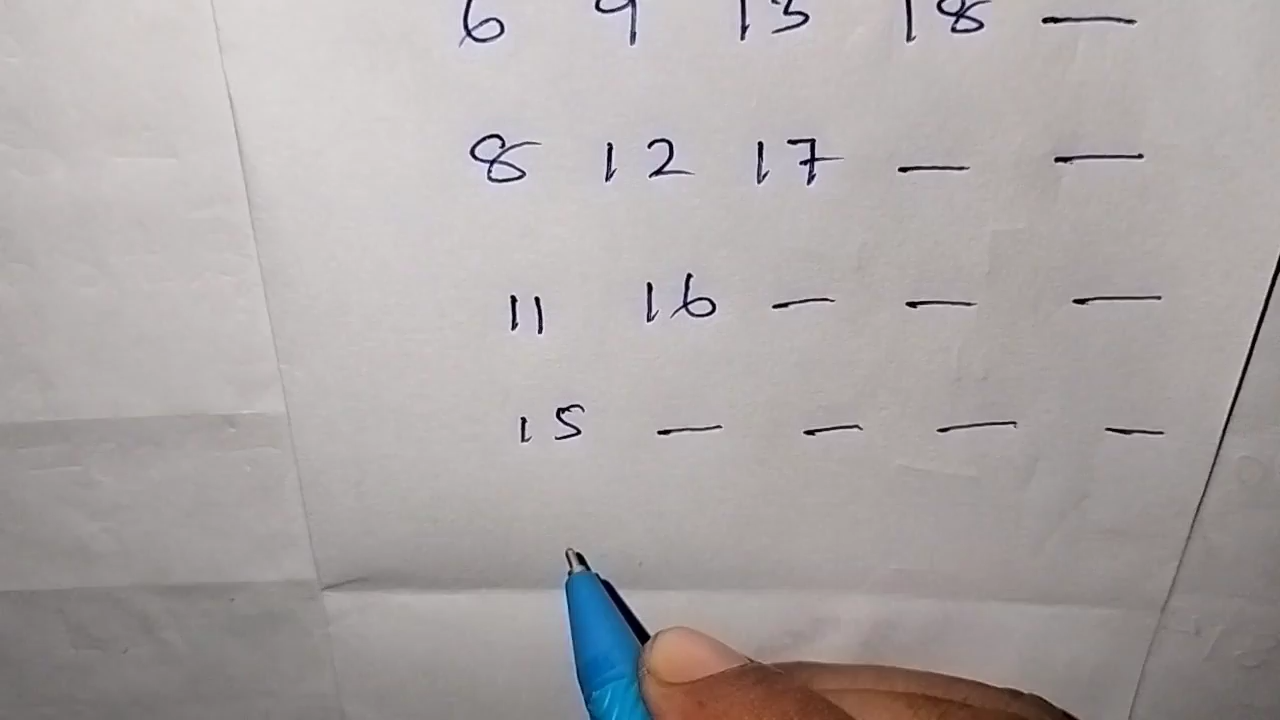 6 9 13 18 —
8 12 17 — —
11 16 — — —
15 — — — —